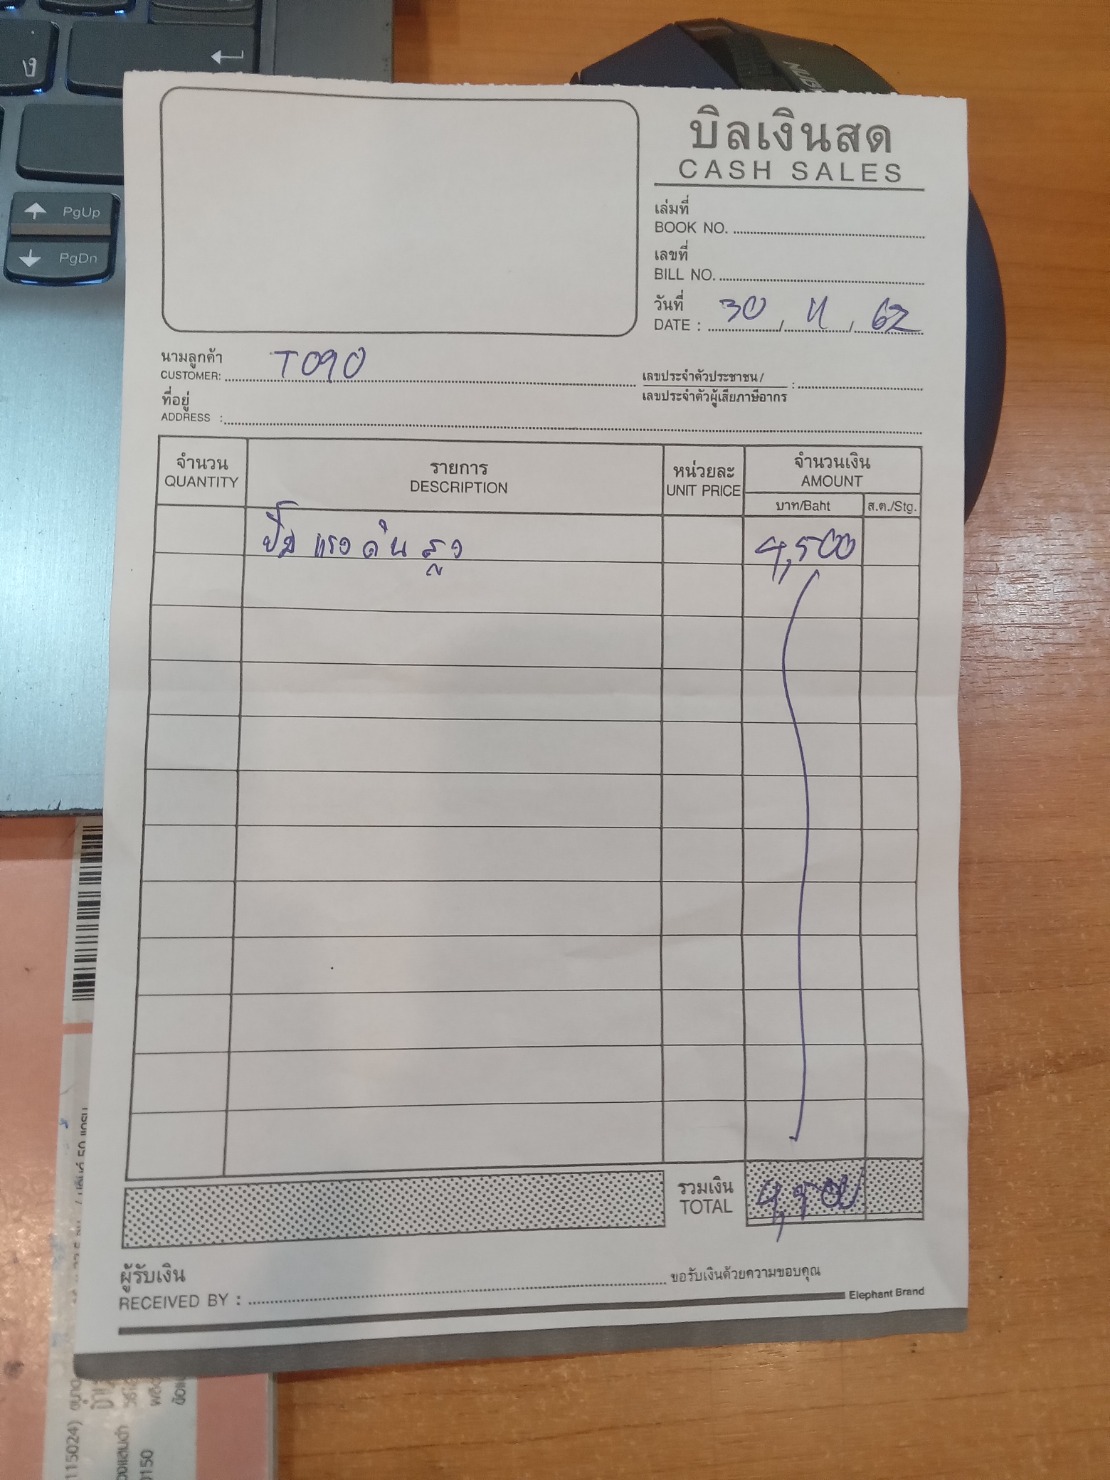 ง
PgUp
PgDn
บิลเงินสด
CASH SALES
เล่มที่
BOOK NO.
เลขที่
BILL NO.
วันที่
DATE : 30 / 11 / 62
นามลูกค้า
CUSTOMER: T090
เลขประจำตัวประชาชน /
เลขประจำตัวผู้เสียภาษีอากร :
ที่อยู่
ADDRESS :
จำนวน
QUANTITY
รายการ
DESCRIPTION
หน่วยละ
UNIT PRICE
จำนวนเงิน
AMOUNT
บาท/Baht ส.ต./Stg.
ปั๊ม แรง ดัน สูง 4,500
รวมเงิน
TOTAL 4,500
ผู้รับเงิน
RECEIVED BY :
ขอรับเงินด้วยความขอบคุณ
Elephant Brand
115024)
0150